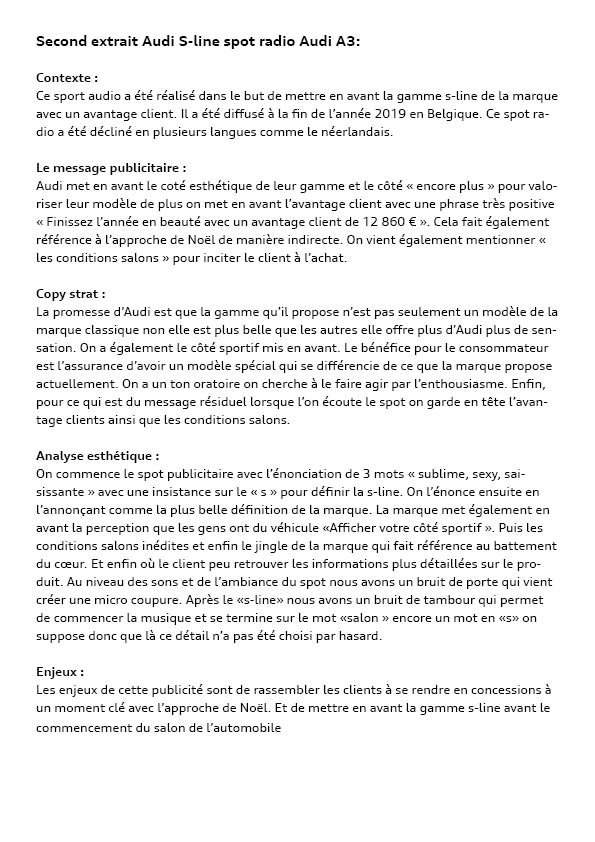 Second extrait Audi S-line spot radio Audi A3:
Contexte :
Ce sport audio a été réalisé dans le but de mettre en avant la gamme s-line de la marque
avec un avantage client. Il a été diffusé à la fin de l’année 2019 en Belgique. Ce spot ra-
dio a été décliné en plusieurs langues comme le néerlandais.
Le message publicitaire :
Audi met en avant le coté esthétique de leur gamme et le côté « encore plus » pour valo-
riser leur modèle de plus on met en avant l’avantage client avec une phrase très positive
« Finissez l’année en beauté avec un avantage client de 12 860 € ». Cela fait également
référence à l’approche de Noël de manière indirecte. On vient également mentionner «
les conditions salons » pour inciter le client à l’achat.
Copy strat :
La promesse d’Audi est que la gamme qu’il propose n’est pas seulement un modèle de la
marque classique non elle est plus belle que les autres elle offre plus d’Audi plus de sen-
sation. On a également le côté sportif mis en avant. Le bénéfice pour le consommateur
est l’assurance d’avoir un modèle spécial qui se différencie de ce que la marque propose
actuellement. On a un ton oratoire on cherche à le faire agir par l’enthousiasme. Enfin,
pour ce qui est du message résiduel lorsque l’on écoute le spot on garde en tête l’avan-
tage clients ainsi que les conditions salons.
Analyse esthétique :
On commence le spot publicitaire avec l’énonciation de 3 mots « sublime, sexy, sai-
sissante » avec une insistance sur le « s » pour définir la s-line. On l’énonce ensuite en
l’annonçant comme la plus belle définition de la marque. La marque met également en
avant la perception que les gens ont du véhicule «Afficher votre côté sportif ». Puis les
conditions salons inédites et enfin le jingle de la marque qui fait référence au battement
du cœur. Et enfin où le client peu retrouver les informations plus détaillées sur le pro-
duit. Au niveau des sons et de l’ambiance du spot nous avons un bruit de porte qui vient
créer une micro coupure. Après le «s-line» nous avons un bruit de tambour qui permet
de commencer la musique et se termine sur le mot «salon » encore un mot en «s» on
suppose donc que là ce détail n’a pas été choisi par hasard.
Enjeux :
Les enjeux de cette publicité sont de rassembler les clients à se rendre en concessions à
un moment clé avec l’approche de Noël. Et de mettre en avant la gamme s-line avant le
commencement du salon de l’automobile